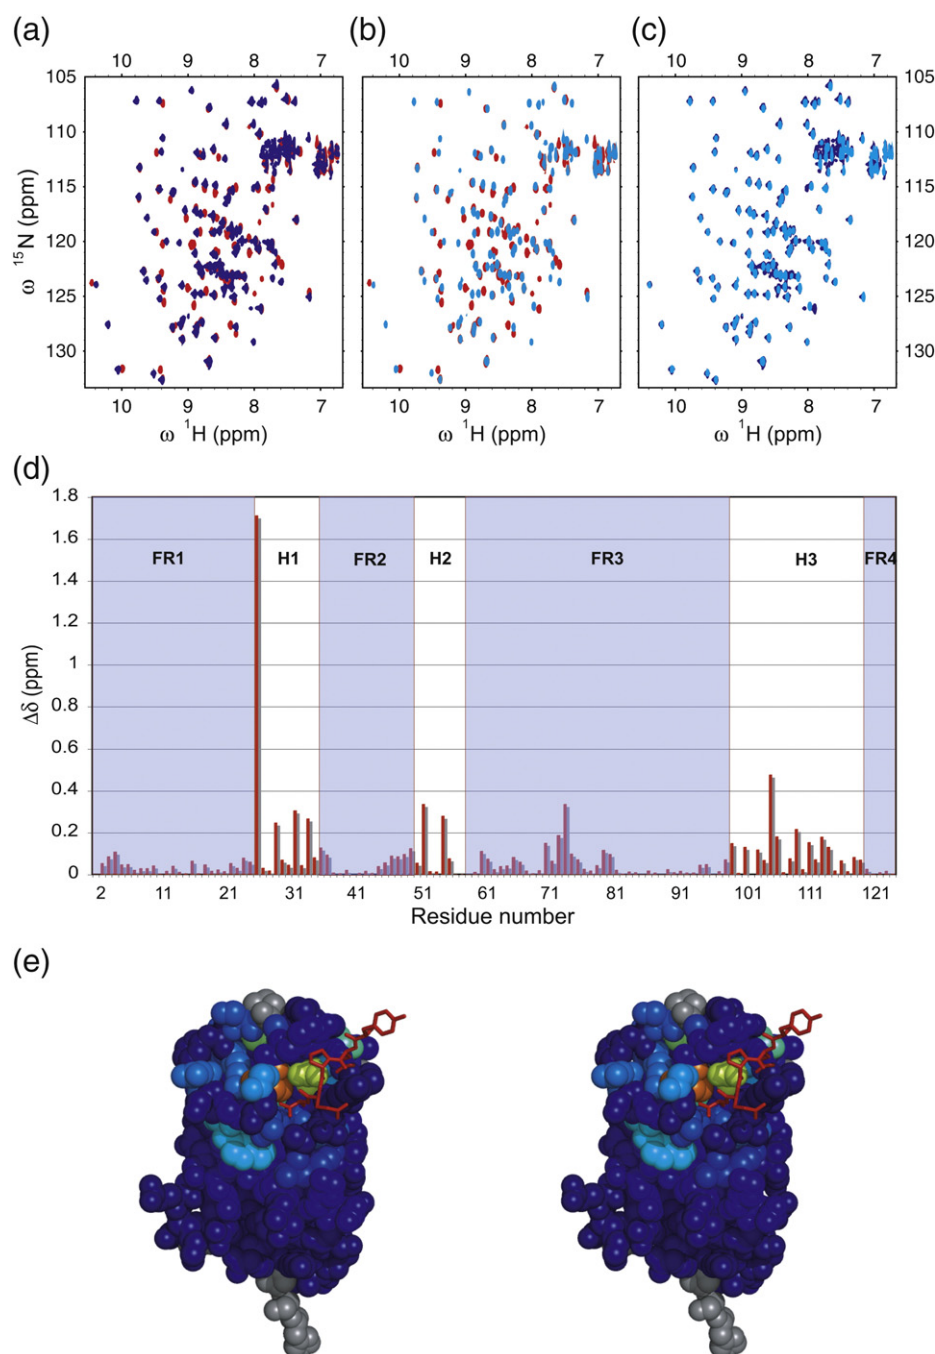 (a) (b) (c)
10 9 8 7 10 9 8 7 10 9 8 7
105 105
110 110
115 115
120 120
125 125
130 130
ω ¹⁵N (ppm)
10 9 8 7 10 9 8 7 10 9 8 7
ω ¹H (ppm) ω ¹H (ppm) ω ¹H (ppm)
(d)
1.8
1.6
1.4
1.2
1
0.8
0.6
0.4
0.2
0
Δδ (ppm)
FR1 H1 FR2 H2 FR3 H3 FR4
2 11 21 31 41 51 61 71 81 91 101 111 121
Residue number
(e)